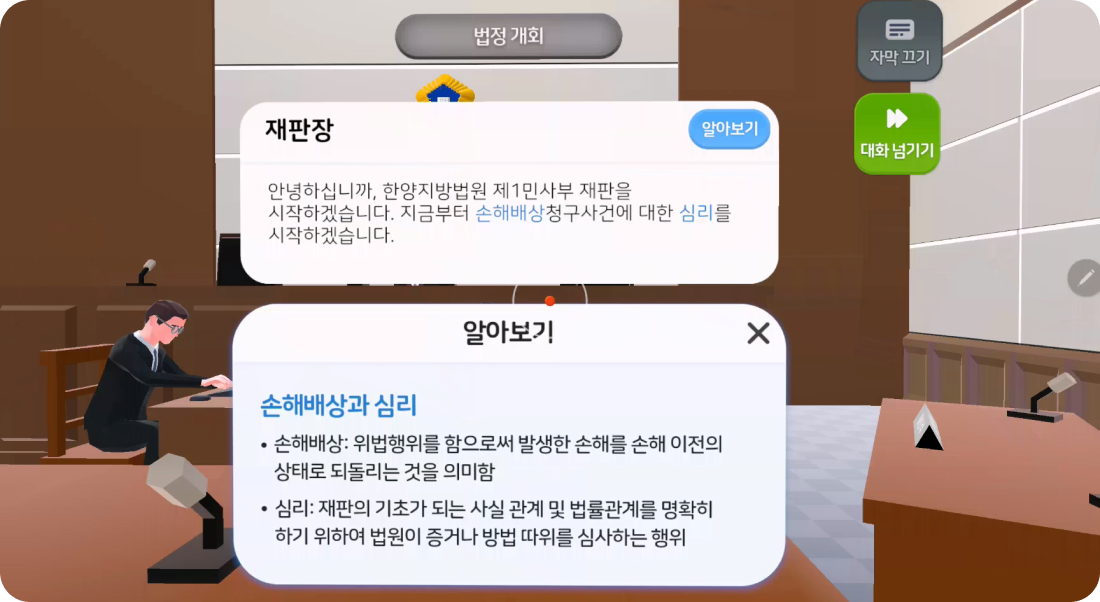 법정 개회
자막 끄기
대화 넘기기
재판장
알아보기
안녕하십니까, 한양지방법원 제1민사부 재판을
시작하겠습니다. 지금부터 손해배상청구사건에 대한 심리를
시작하겠습니다.
알아보기
손해배상과 심리
• 손해배상: 위법행위를 함으로써 발생한 손해를 손해 이전의
상태로 되돌리는 것을 의미함
• 심리: 재판의 기초가 되는 사실 관계 및 법률관계를 명확히
하기 위하여 법원이 증거나 방법 따위를 심사하는 행위